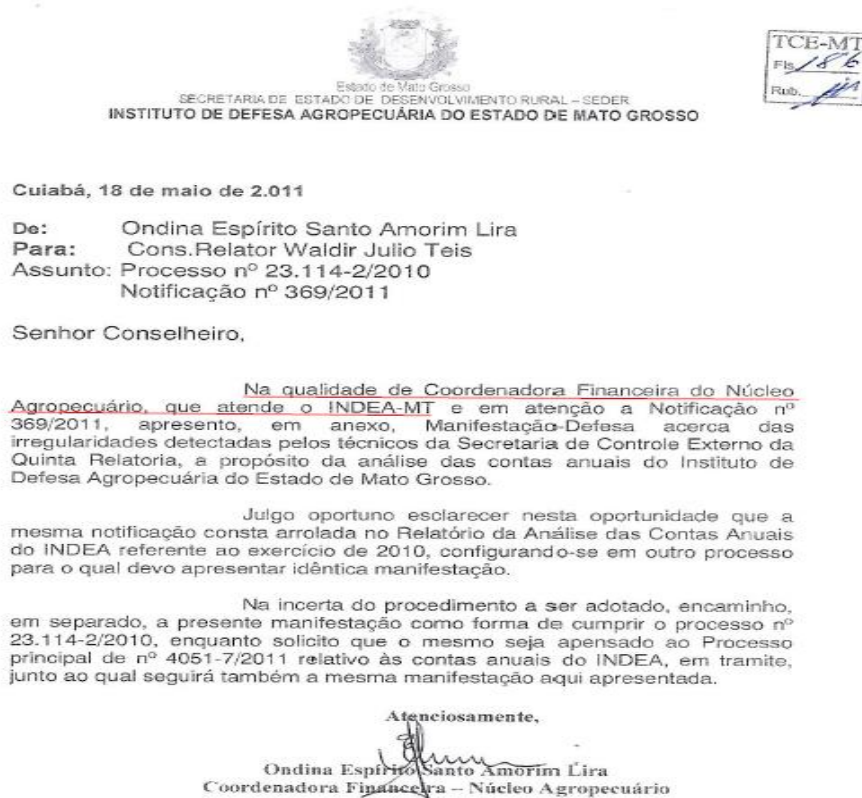 Estado de Mato Grosso
SECRETARIA DE ESTADO DE DESENVOLVIMENTO RURAL – SEDER
INSTITUTO DE DEFESA AGROPECUÁRIA DO ESTADO DE MATO GROSSO
TCE-MT
Fls. 186
Rub.
Cuiabá, 18 de maio de 2.011
De: Ondina Espírito Santo Amorim Lira
Para: Cons.Relator Waldir Julio Teis
Assunto: Processo nº 23.114-2/2010
Notificação nº 369/2011
Senhor Conselheiro,
Na qualidade de Coordenadora Financeira do Núcleo
Agropecuário, que atende o INDEA-MT e em atenção a Notificação nº
369/2011, apresento, em anexo, Manifestação-Defesa acerca das
irregularidades detectadas pelos técnicos da Secretaria de Controle Externo da
Quinta Relatoria, a propósito da análise das contas anuais do Instituto de
Defesa Agropecuária do Estado de Mato Grosso.
Julgo oportuno esclarecer nesta oportunidade que a
mesma notificação consta arrolada no Relatório da Análise das Contas Anuais
do INDEA referente ao exercício de 2010, configurando-se em outro processo
para o qual devo apresentar idêntica manifestação.
Na incerta do procedimento a ser adotado, encaminho,
em separado, a presente manifestação como forma de cumprir o processo nº
23.114-2/2010, enquanto solicito que o mesmo seja apensado ao Processo
principal de nº 4051-7/2011 relativo às contas anuais do INDEA, em tramite,
junto ao qual seguirá também a mesma manifestação aqui apresentada.
Atenciosamente,
Ondina Espírito Santo Amorim Lira
Coordenadora Financeira – Núcleo Agropecuário